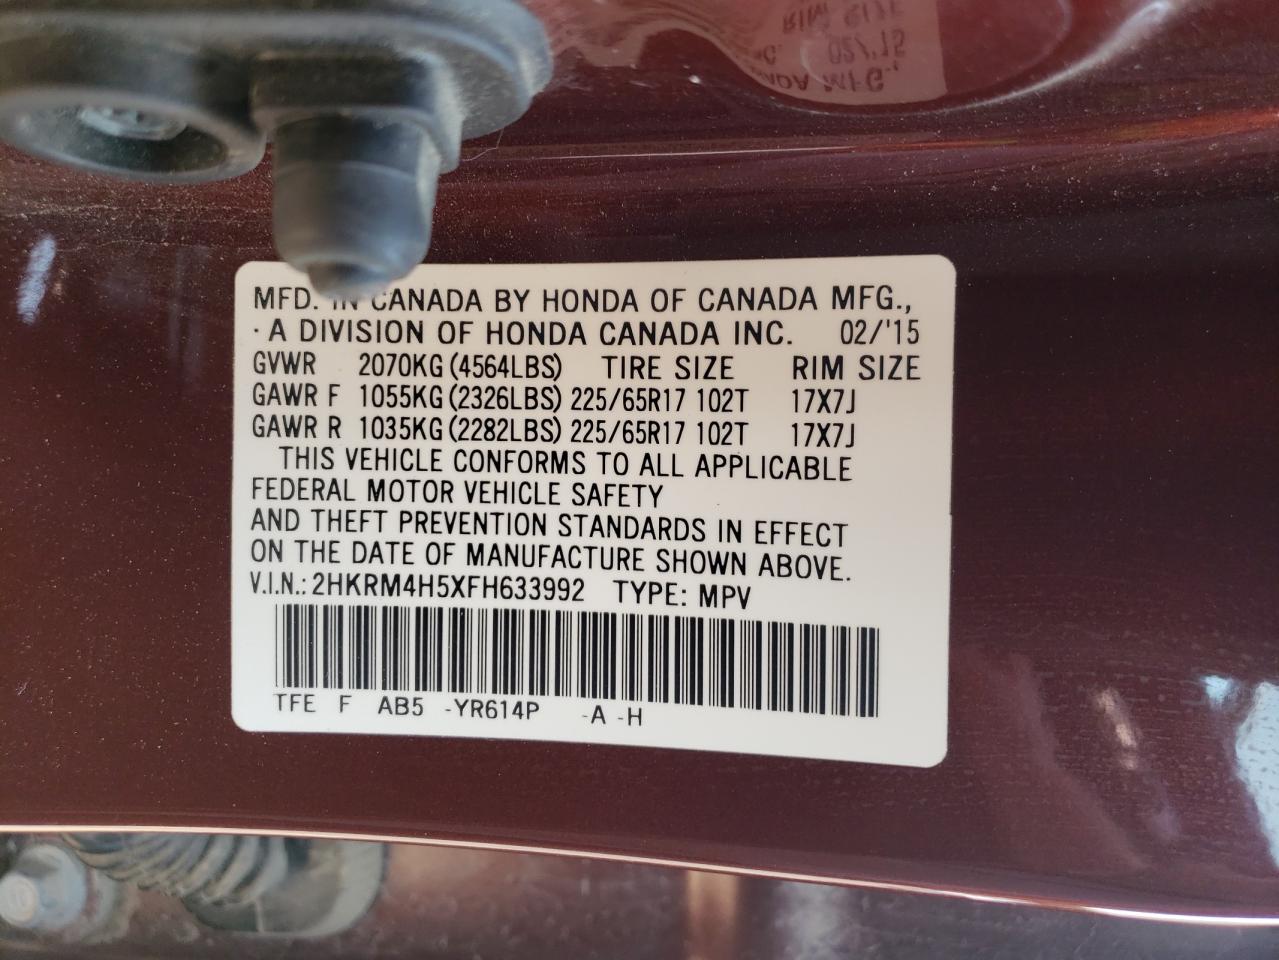 MFD. IN CANADA BY HONDA OF CANADA MFG.,
·A DIVISION OF HONDA CANADA INC. 02/'15
GVWR 2070KG (4564LBS) TIRE SIZE RIM SIZE
GAWR F 1055KG (2326LBS) 225/65R17 102T 17X7J
GAWR R 1035KG (2282LBS) 225/65R17 102T 17X7J
THIS VEHICLE CONFORMS TO ALL APPLICABLE
FEDERAL MOTOR VEHICLE SAFETY
AND THEFT PREVENTION STANDARDS IN EFFECT
ON THE DATE OF MANUFACTURE SHOWN ABOVE.
V.I.N.: 2HKRM4H5XFH633992 TYPE: MPV
TFE F AB5 -YR614P -A -H